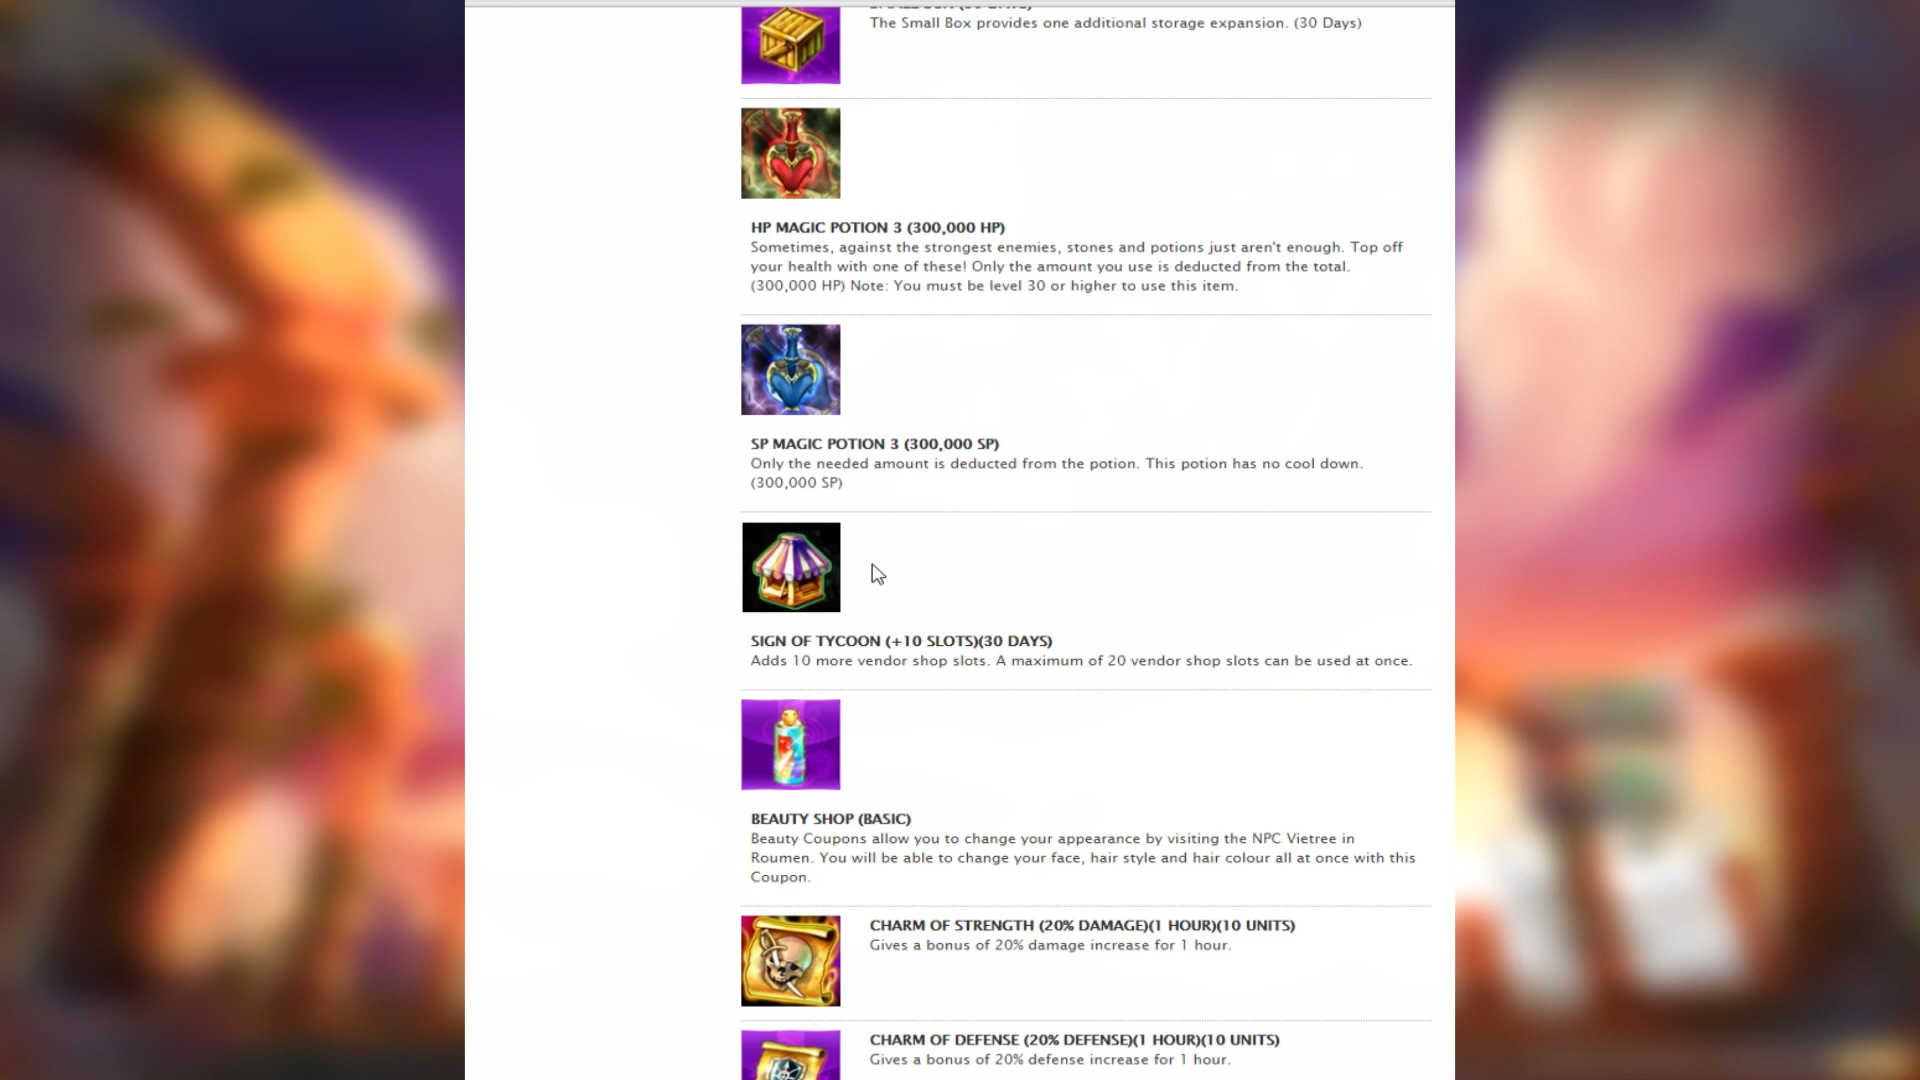 The Small Box provides one additional storage expansion. (30 Days)
HP MAGIC POTION 3 (300,000 HP)
Sometimes, against the strongest enemies, stones and potions just aren't enough. Top off
your health with one of these! Only the amount you use is deducted from the total.
(300,000 HP) Note: You must be level 30 or higher to use this item.
SP MAGIC POTION 3 (300,000 SP)
Only the needed amount is deducted from the potion. This potion has no cool down.
(300,000 SP)
SIGN OF TYCOON (+10 SLOTS)(30 DAYS)
Adds 10 more vendor shop slots. A maximum of 20 vendor shop slots can be used at once.
BEAUTY SHOP (BASIC)
Beauty Coupons allow you to change your appearance by visiting the NPC Vietree in
Roumen. You will be able to change your face, hair style and hair colour all at once with this
Coupon.
CHARM OF STRENGTH (20% DAMAGE)(1 HOUR)(10 UNITS)
Gives a bonus of 20% damage increase for 1 hour.
CHARM OF DEFENSE (20% DEFENSE)(1 HOUR)(10 UNITS)
Gives a bonus of 20% defense increase for 1 hour.